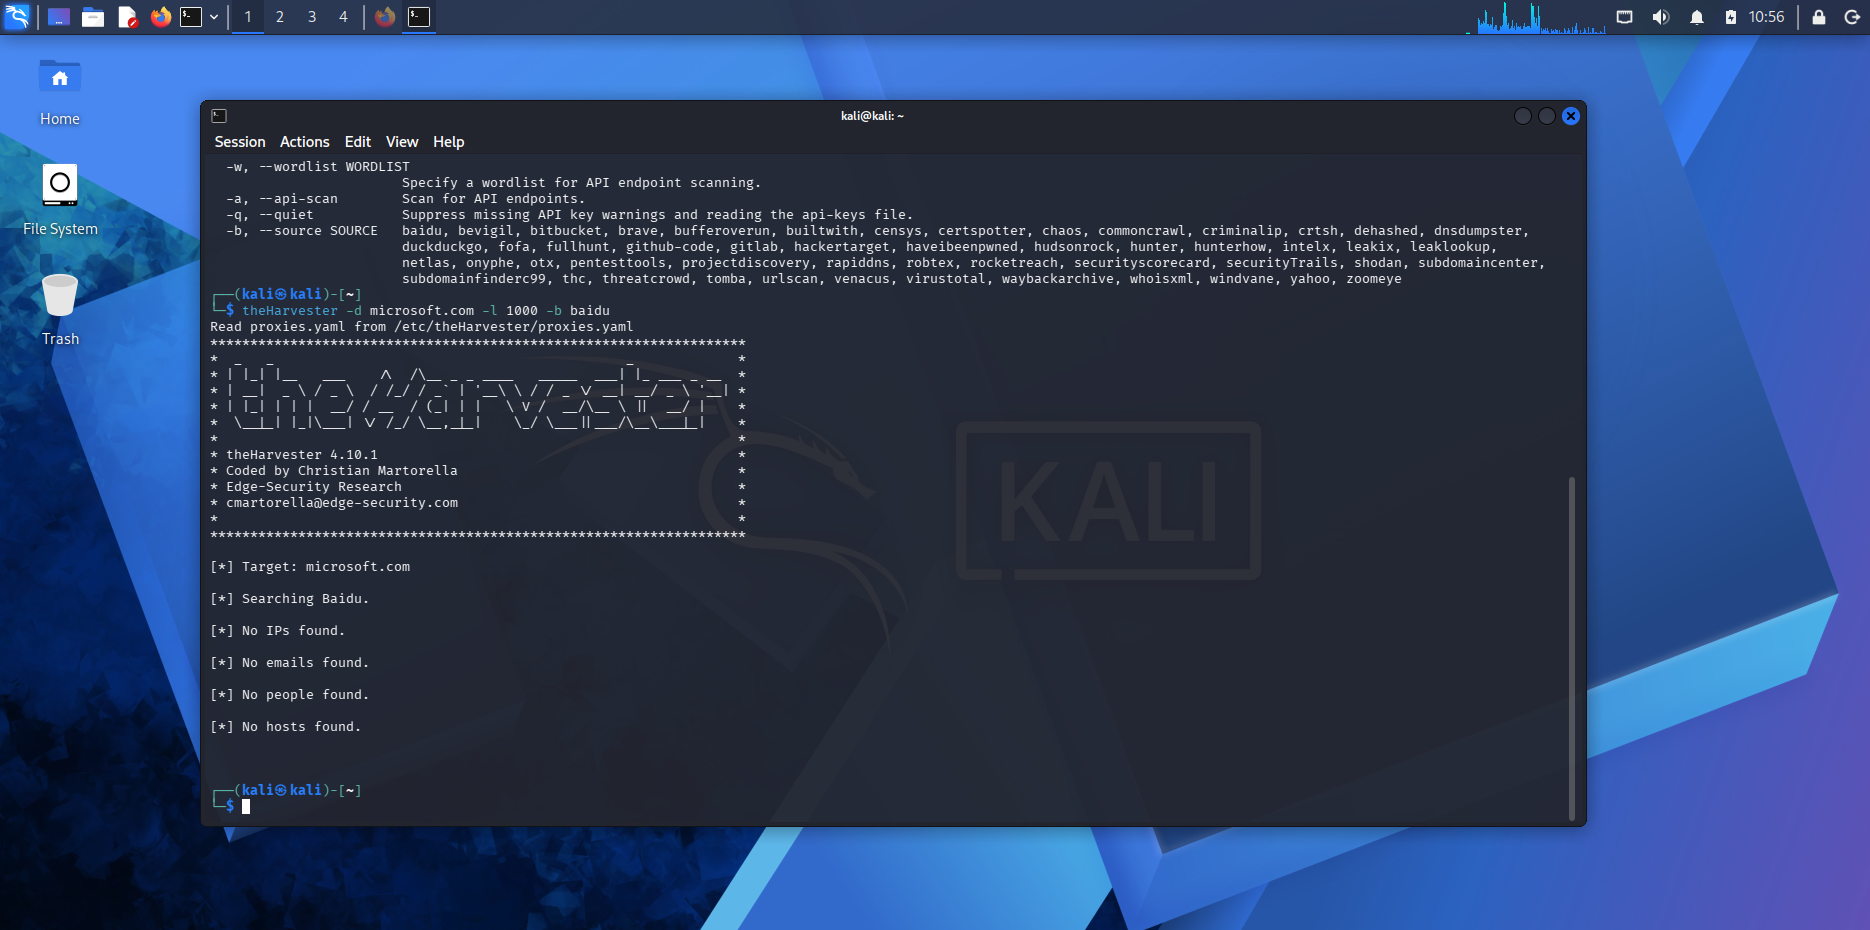 1 2 3 4
10:56
Home
File System
Trash
kali@kali: ~
Session Actions Edit View Help
-w, --wordlist WORDLIST
Specify a wordlist for API endpoint scanning.
-a, --api-scan Scan for API endpoints.
-q, --quiet Suppress missing API key warnings and reading the api-keys file.
-b, --source SOURCE baidu, bevigil, bitbucket, brave, bufferoverun, builtwith, censys, certspotter, chaos, commoncrawl, criminalip, crtsh, dehashed, dnsdumpster,
duckduckgo, fofa, fullhunt, github-code, gitlab, hackertarget, haveibeenpwned, hudsonrock, hunter, hunterhow, intelx, leakix, leaklookup,
netlas, onyphe, otx, pentesttools, projectdiscovery, rapiddns, robtex, rocketreach, securityscorecard, securityTrails, shodan, subdomaincenter,
subdomainfinderc99, thc, threatcrowd, tomba, urlscan, venacus, virustotal, waybackarchive, whoisxml, windvane, yahoo, zoomeye
┌──(kali㉿kali)-[~]
└─$ theHarvester -d microsoft.com -l 1000 -b baidu
Read proxies.yaml from /etc/theHarvester/proxies.yaml
*******************************************************************
theHarvester
* theHarvester 4.10.1 *
* Coded by Christian Martorella *
* Edge-Security Research *
* cmartorella@edge-security.com *
* *
*******************************************************************
[*] Target: microsoft.com
[*] Searching Baidu.
[*] No IPs found.
[*] No emails found.
[*] No people found.
[*] No hosts found.
┌──(kali㉿kali)-[~]
└─$
KALI